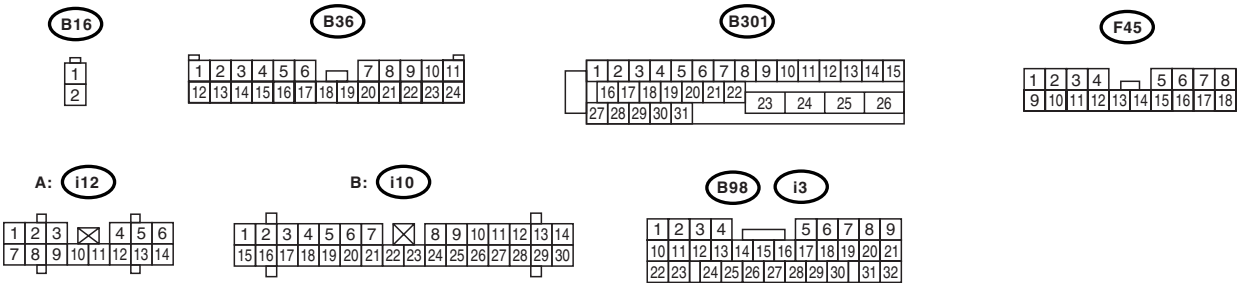 B16
B36
B301
F45
1
2
1 2 3 4 5 6 7 8 9 10 11
12 13 14 15 16 17 18 19 20 21 22 23 24
1 2 3 4 5 6 7 8 9 10 11 12 13 14 15
16 17 18 19 20 21 22
23 24 25 26
27 28 29 30 31
1 2 3 4 5 6 7 8
9 10 11 12 13 14 15 16 17 18
A: i12
B: i10
B98 i3
1 2 3 4 5 6
7 8 9 10 11 12 13 14
1 2 3 4 5 6 7 8 9 10 11 12 13 14
15 16 17 18 19 20 21 22 23 24 25 26 27 28 29 30
1 2 3 4 5 6 7 8 9
10 11 12 13 14 15 16 17 18 19 20 21
22 23 24 25 26 27 28 29 30 31 32